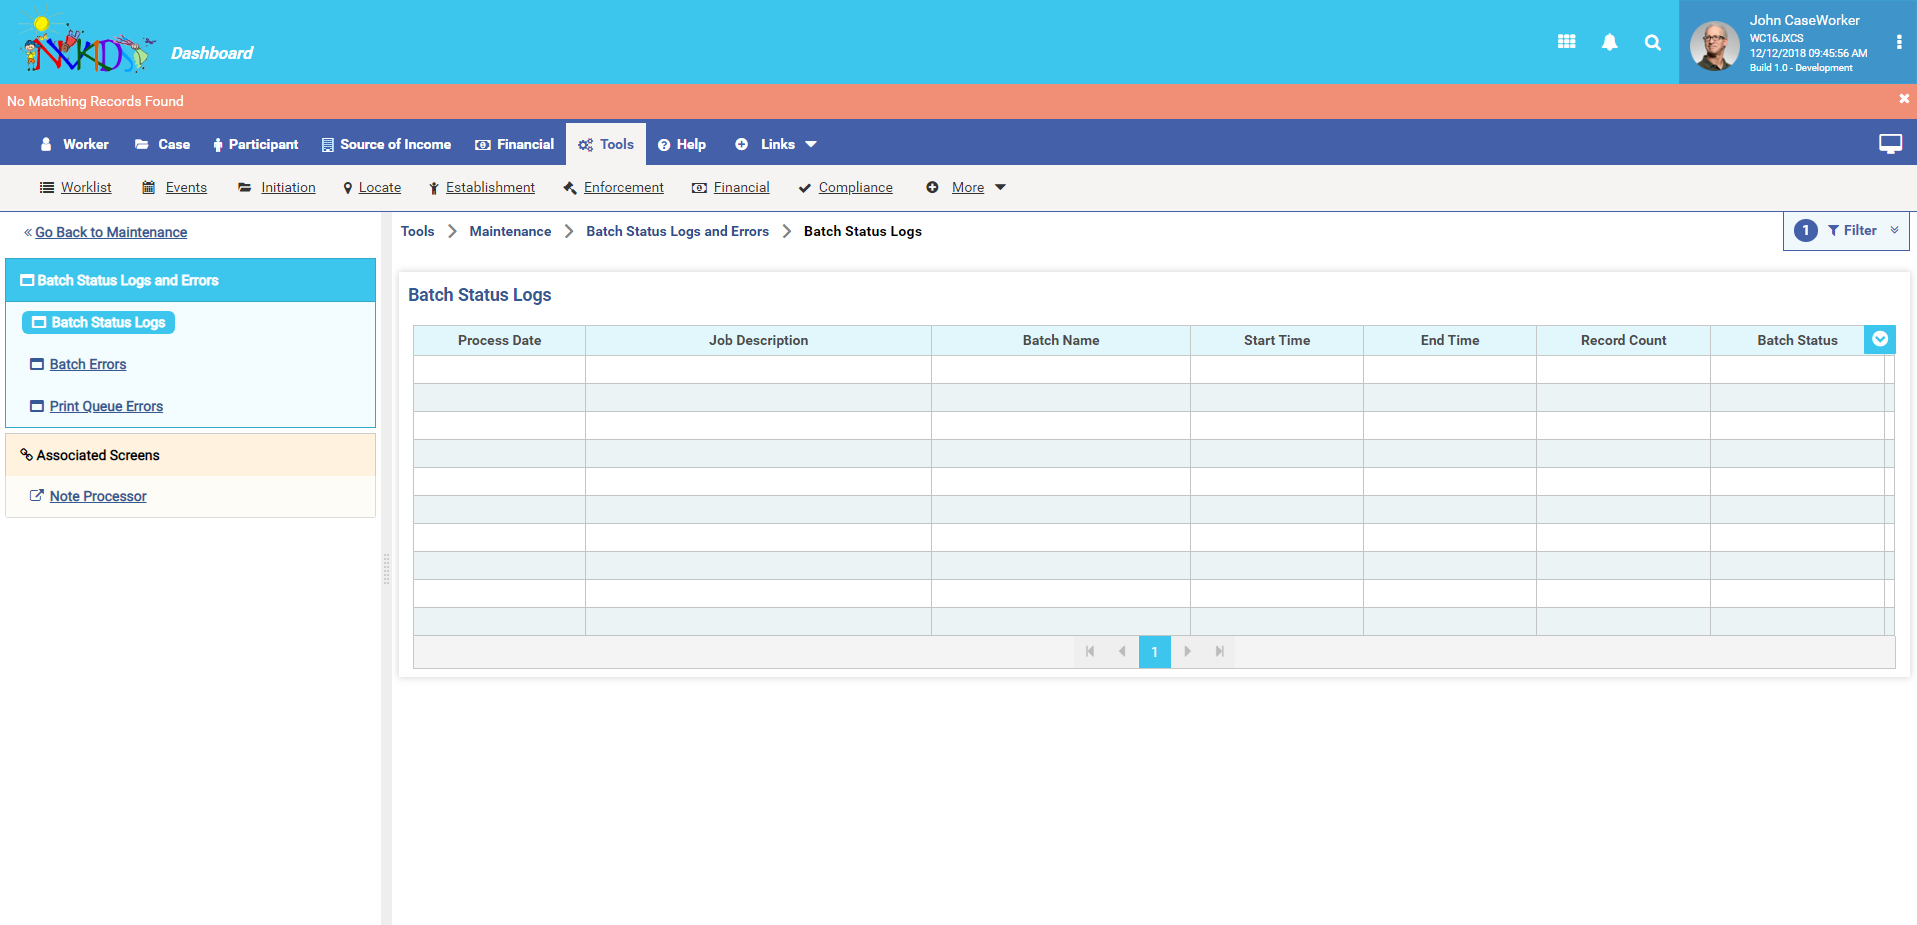 NVKIDS
Dashboard
John CaseWorker
WC16JXCS
12/12/2018 09:45:56 AM
Build 1.0 - Development
No Matching Records Found
Worker Case Participant Source of Income Financial Tools Help Links
Worklist Events Initiation Locate Establishment Enforcement Financial Compliance More
« Go Back to Maintenance
Tools Maintenance Batch Status Logs and Errors Batch Status Logs
1 Filter
Batch Status Logs and Errors
Batch Status Logs
Batch Errors
Print Queue Errors
Associated Screens
Note Processor
Batch Status Logs
Process Date Job Description Batch Name Start Time End Time Record Count Batch Status
1